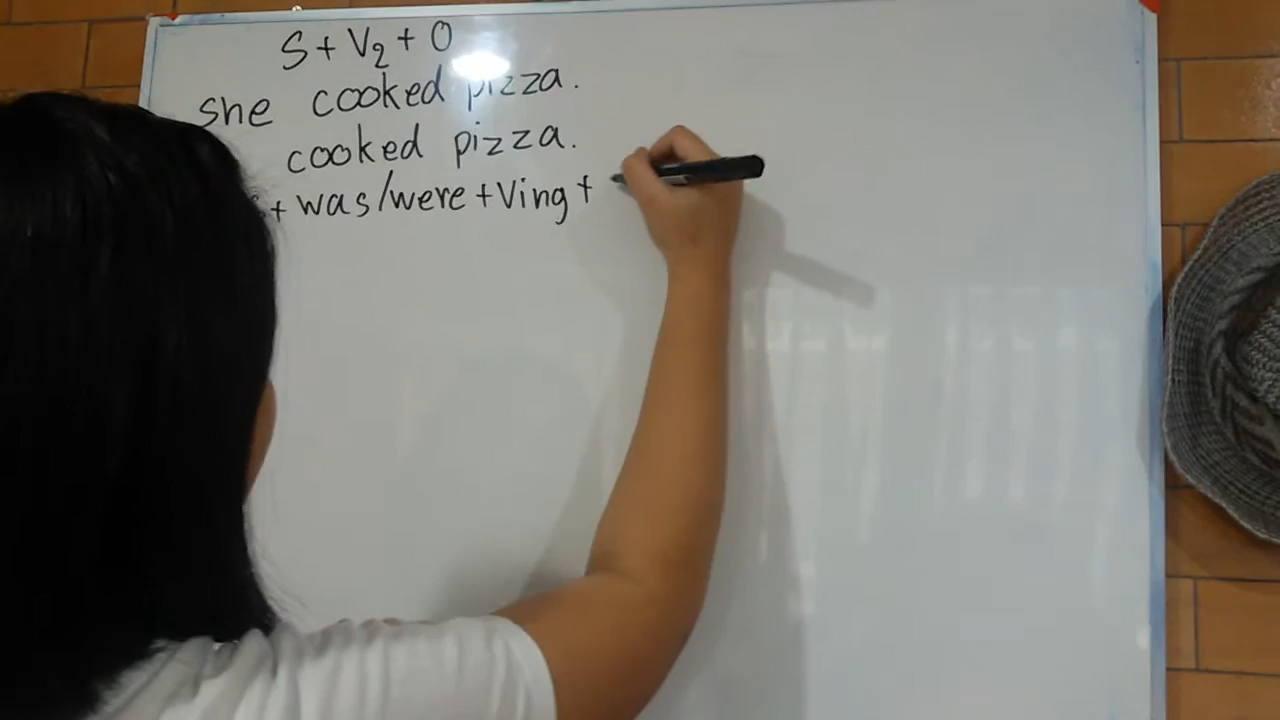 S + V2 + O
She cooked pizza.
cooked pizza.
+ was/were + Ving +